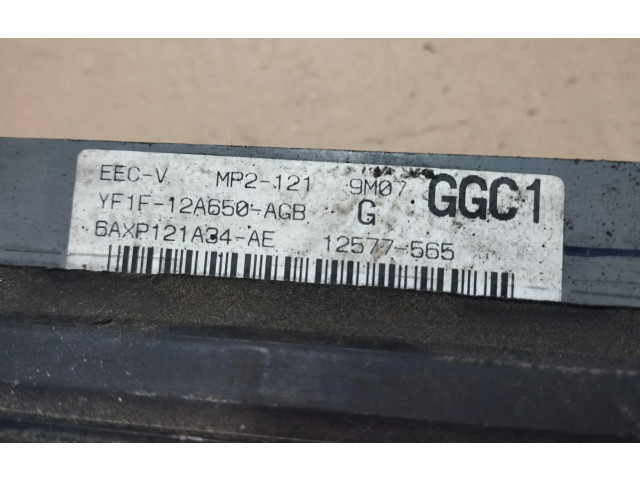 EEC-V MP2-121 9M07 GGC1
YF1F-12A650-AGB G
6AXP121A34-AE 12577-565